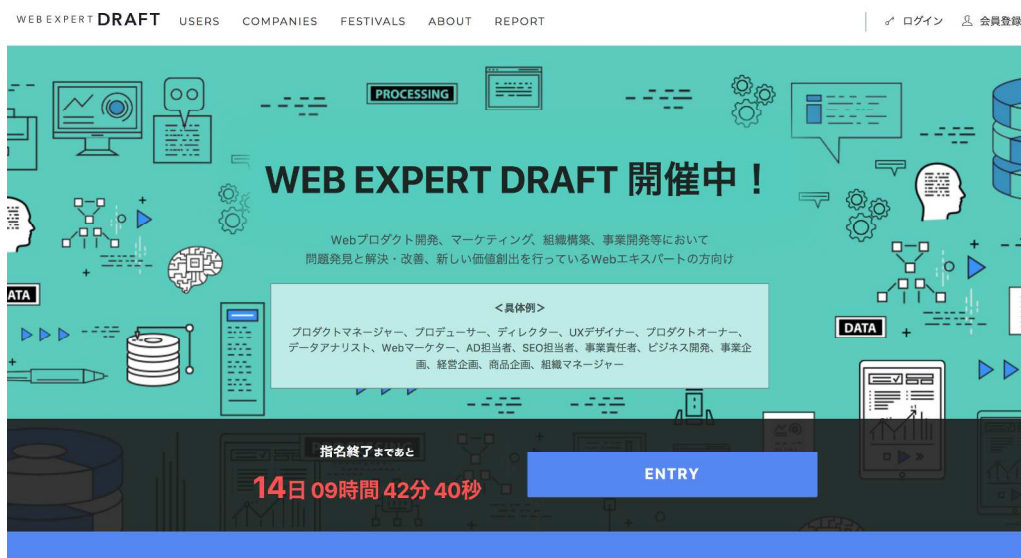 WEB EXPERT DRAFT USERS COMPANIES FESTIVALS ABOUT REPORT ログイン 会員登録
PROCESSING
WEB EXPERT DRAFT 開催中！
Webプロダクト開発、マーケティング、組織構築、事業開発等において
問題発見と解決・改善、新しい価値創出を行っているWebエキスパートの方向け
DATA
＜具体例＞
プロダクトマネージャー、プロデューサー、ディレクター、UXデザイナー、プロダクトオーナー、
DATA
データアナリスト、Webマーケター、AD担当者、SEO担当者、事業責任者、ビジネス開発、事業企
画、経営企画、商品企画、組織マネージャー
指名終了まであと
14日 09時間 42分 40秒
ENTRY